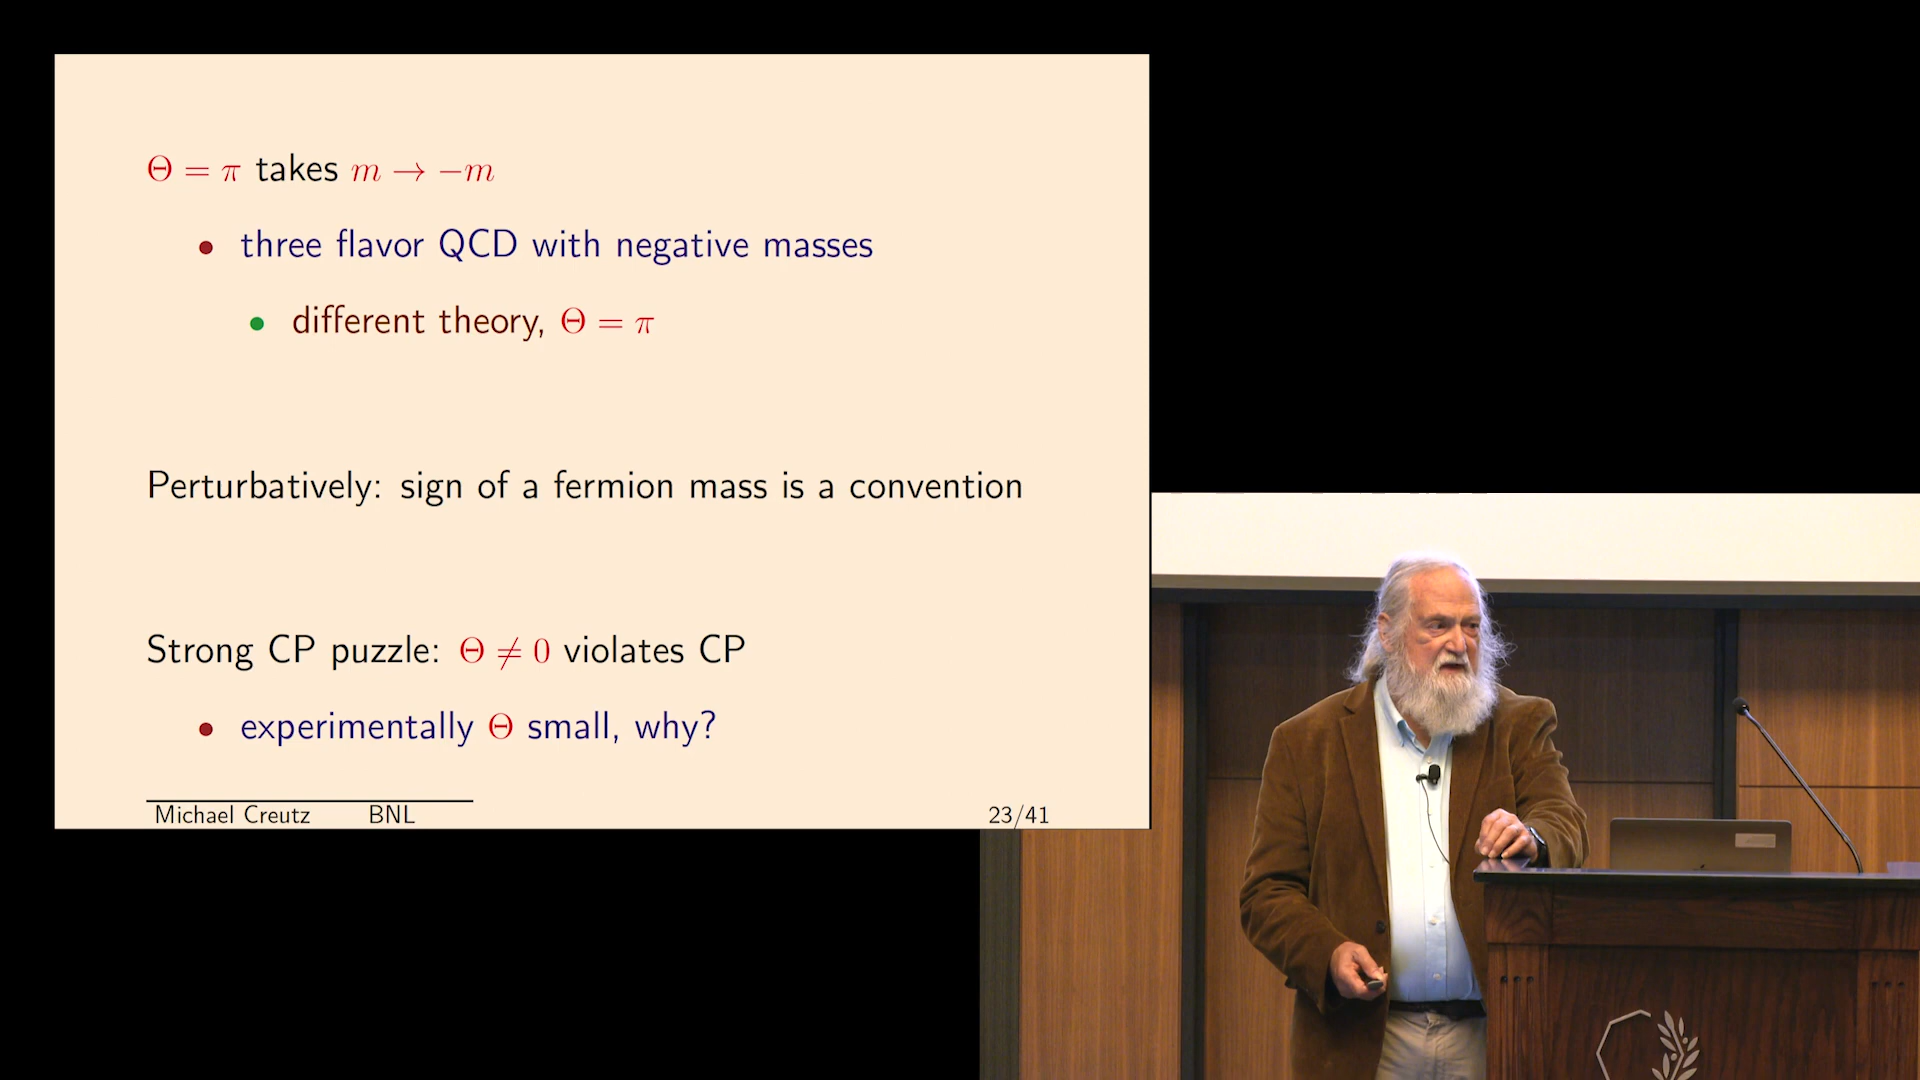 Θ = π takes m → −m
• three flavor QCD with negative masses
• different theory, Θ = π
Perturbatively: sign of a fermion mass is a convention
Strong CP puzzle: Θ ≠ 0 violates CP
• experimentally Θ small, why?
Michael Creutz BNL 23/41